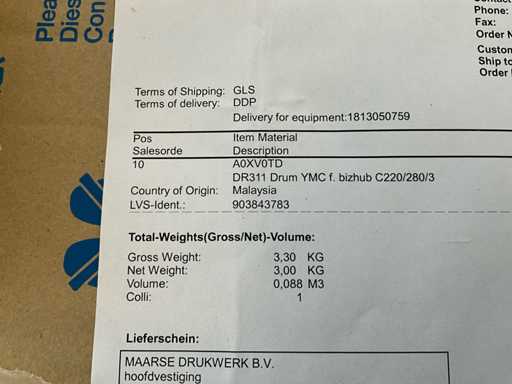 Plea
Dies
Con
Phone:
Fax:
Order N
Custom
Ship to
Order
Terms of Shipping: GLS
Terms of delivery: DDP
Delivery for equipment:1813050759
Pos Item Material
Salesorde Description
10 A0XV0TD
DR311 Drum YMC f. bizhub C220/280/3
Country of Origin: Malaysia
LVS-Ident.: 903843783
Total-Weights(Gross/Net)-Volume:
Gross Weight: 3,30 KG
Net Weight: 3,00 KG
Volume: 0,088 M3
Colli: 1
Lieferschein:
MAARSE DRUKWERK B.V.
hoofdvestiging